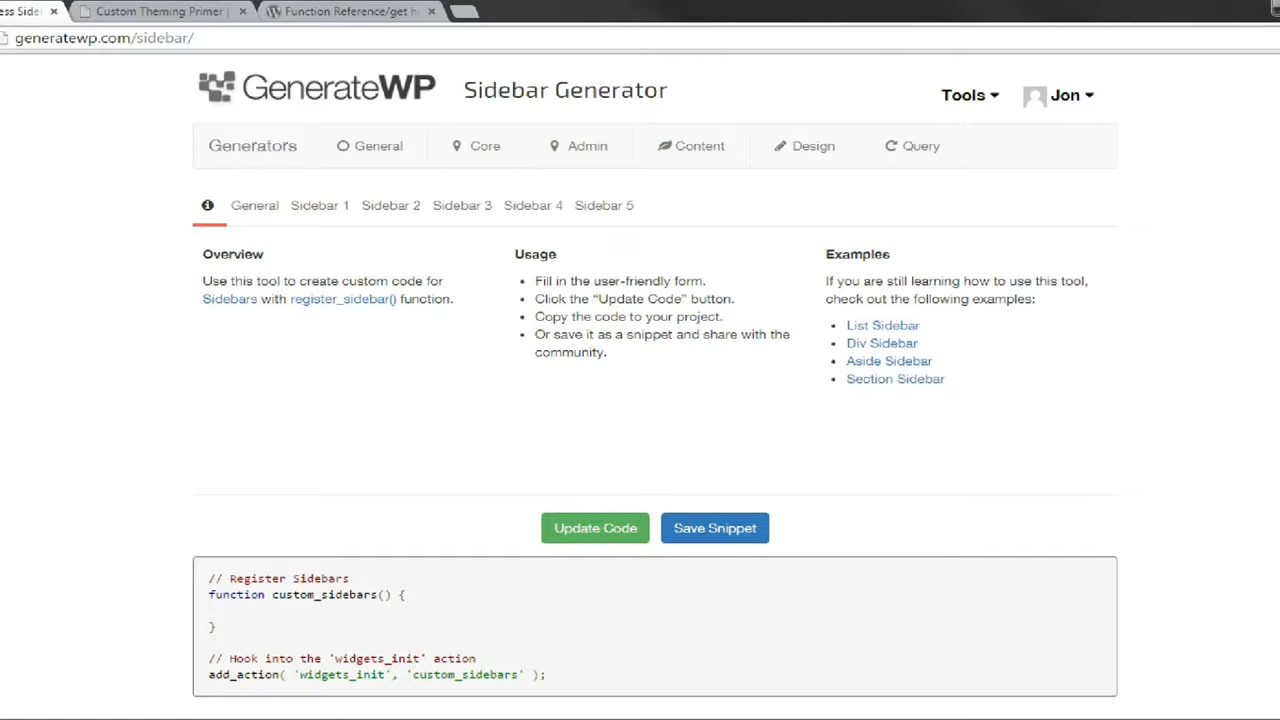 ess Sidel
Custom Theming Primer
Function Reference/get h
generatewp.com/sidebar/
GenerateWP
Sidebar Generator
Tools
Jon
Generators
General
Core
Admin
Content
Design
Query
General
Sidebar 1
Sidebar 2
Sidebar 3
Sidebar 4
Sidebar 5
Overview
Use this tool to create custom code for
Sidebars with register_sidebar() function.
Usage
• Fill in the user-friendly form.
• Click the “Update Code” button.
• Copy the code to your project.
• Or save it as a snippet and share with the
community.
Examples
If you are still learning how to use this tool,
check out the following examples:
• List Sidebar
• Div Sidebar
• Aside Sidebar
• Section Sidebar
Update Code
Save Snippet
// Register Sidebars
function custom_sidebars() {
}
// Hook into the 'widgets_init' action
add_action( 'widgets_init', 'custom_sidebars' );